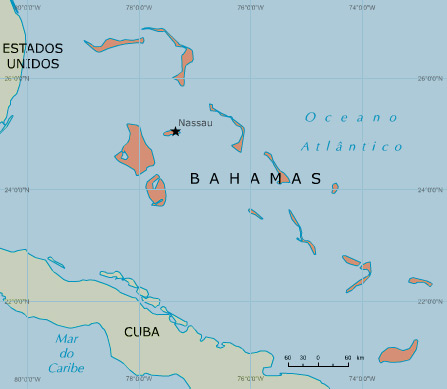 80°0'0"W 78°0'0"W 76°0'0"W 74°0'0"W
ESTADOS
UNIDOS
26°0'0"N 26°0'0"N
Oceano
Atlântico
Nassau
BAHAMAS
24°0'0"N 24°0'0"N
22°0'0"N 22°0'0"N
CUBA
Mar
do
Caribe
60 30 0 60 km
80°0'0"W 78°0'0"W 76°0'0"W 74°0'0"W